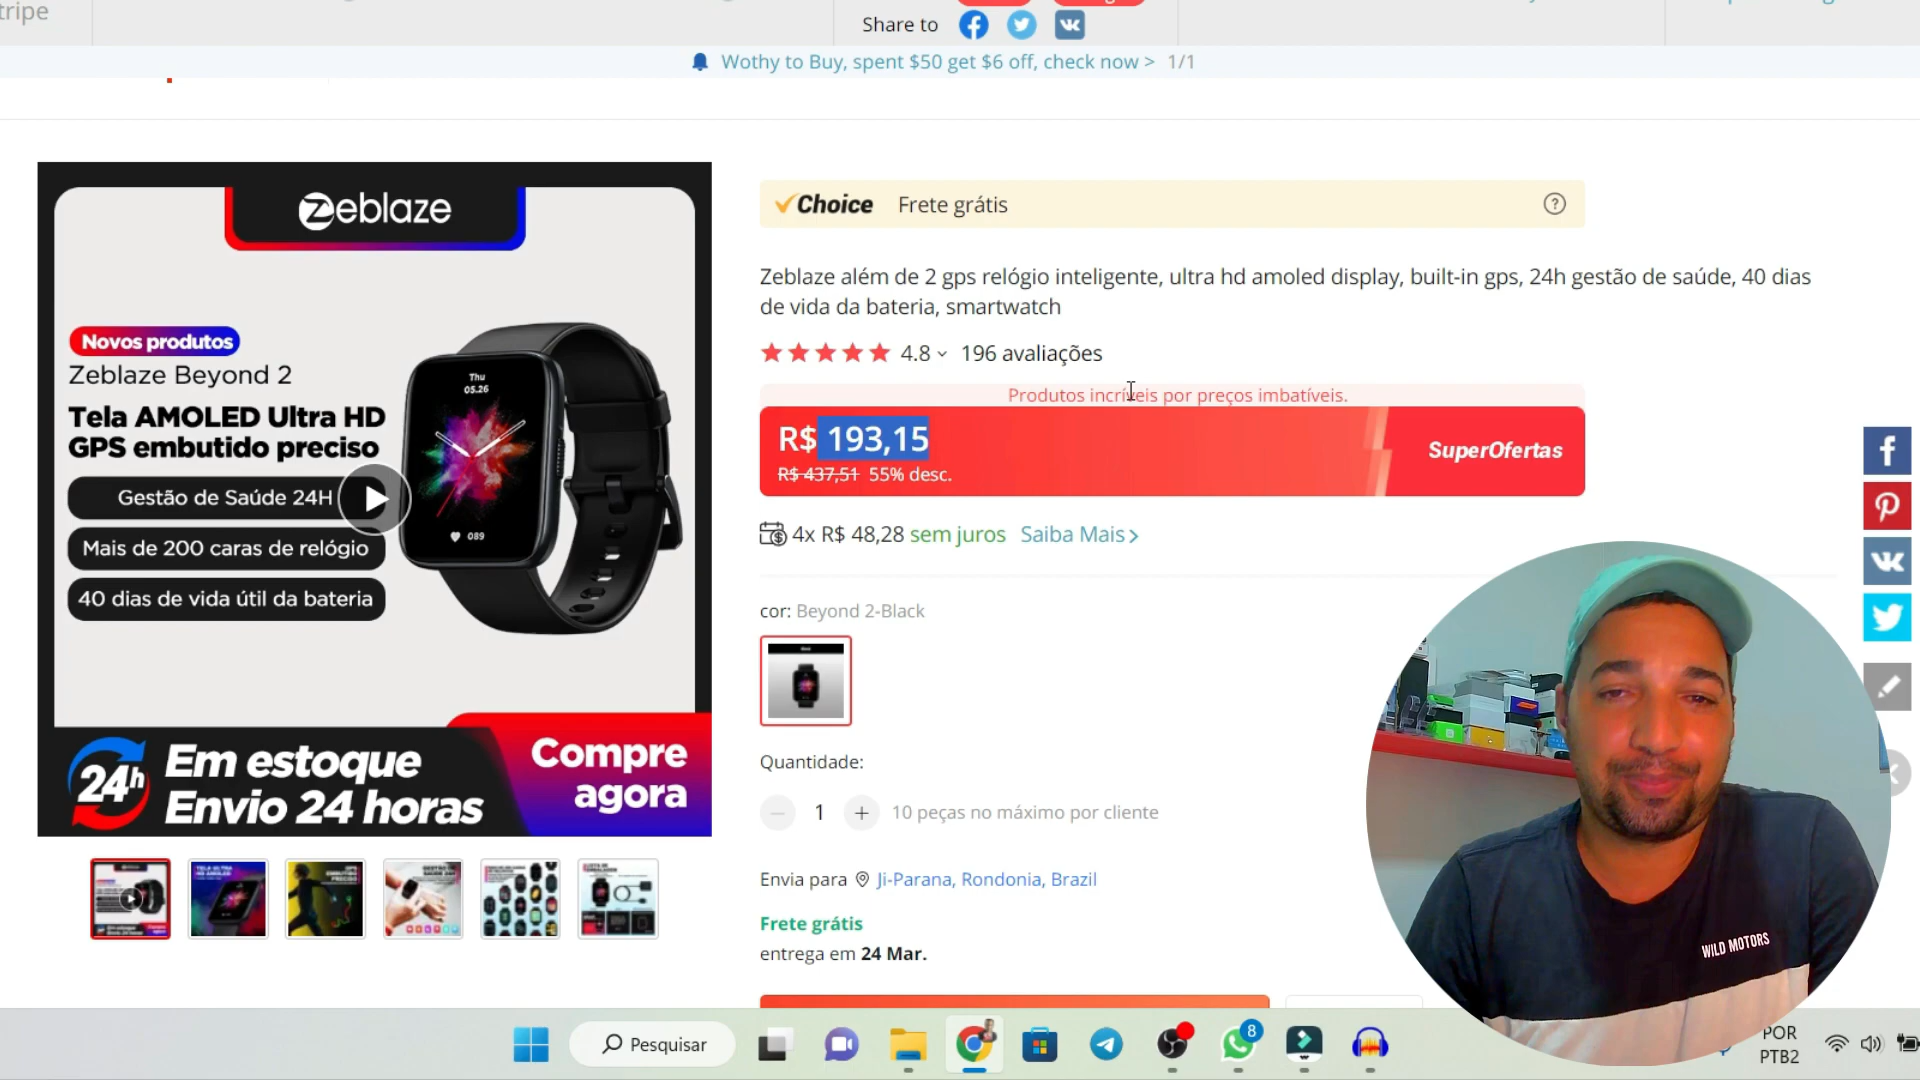 tripe
Share to
Wothy to Buy, spent $50 get $6 off, check now > 1/1
Zeblaze
Novos produtos
Zeblaze Beyond 2
Tela AMOLED Ultra HD
GPS embutido preciso
Gestão de Saúde 24H
Mais de 200 caras de relógio
40 dias de vida útil da bateria
Thu
05.26
089
24h
Em estoque
Envio 24 horas
Compre
agora
Choice Frete grátis
Zeblaze além de 2 gps relógio inteligente, ultra hd amoled display, built-in gps, 24h gestão de saúde, 40 dias
de vida da bateria, smartwatch
4.8 196 avaliações
Produtos incríveis por preços imbatíveis.
R$ 193,15
R$ 437,51 55% desc.
SuperOfertas
4x R$ 48,28 sem juros Saiba Mais >
cor: Beyond 2-Black
Quantidade:
1 + 10 peças no máximo por cliente
Envia para Ji-Parana, Rondonia, Brazil
Frete grátis
entrega em 24 Mar.
WILD MOTORS
Pesquisar
8
POR
PTB2